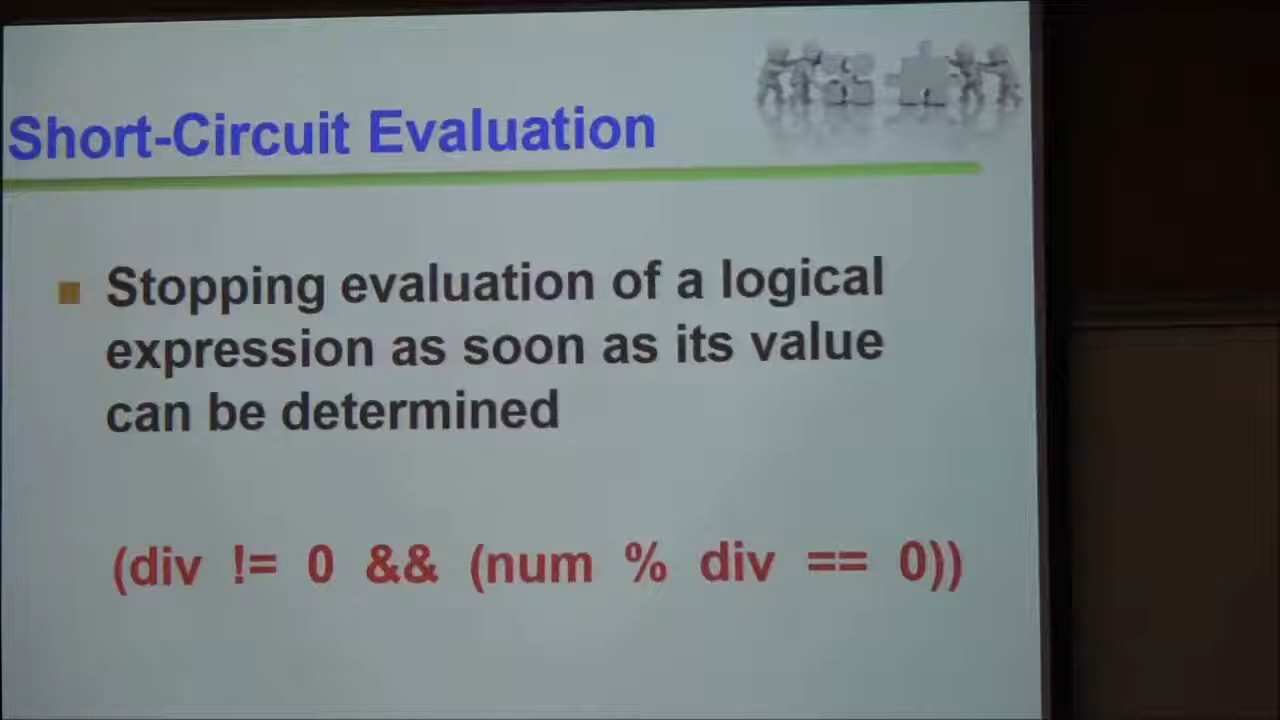 Short-Circuit Evaluation
Stopping evaluation of a logical
expression as soon as its value
can be determined
(div != 0 && (num % div == 0))